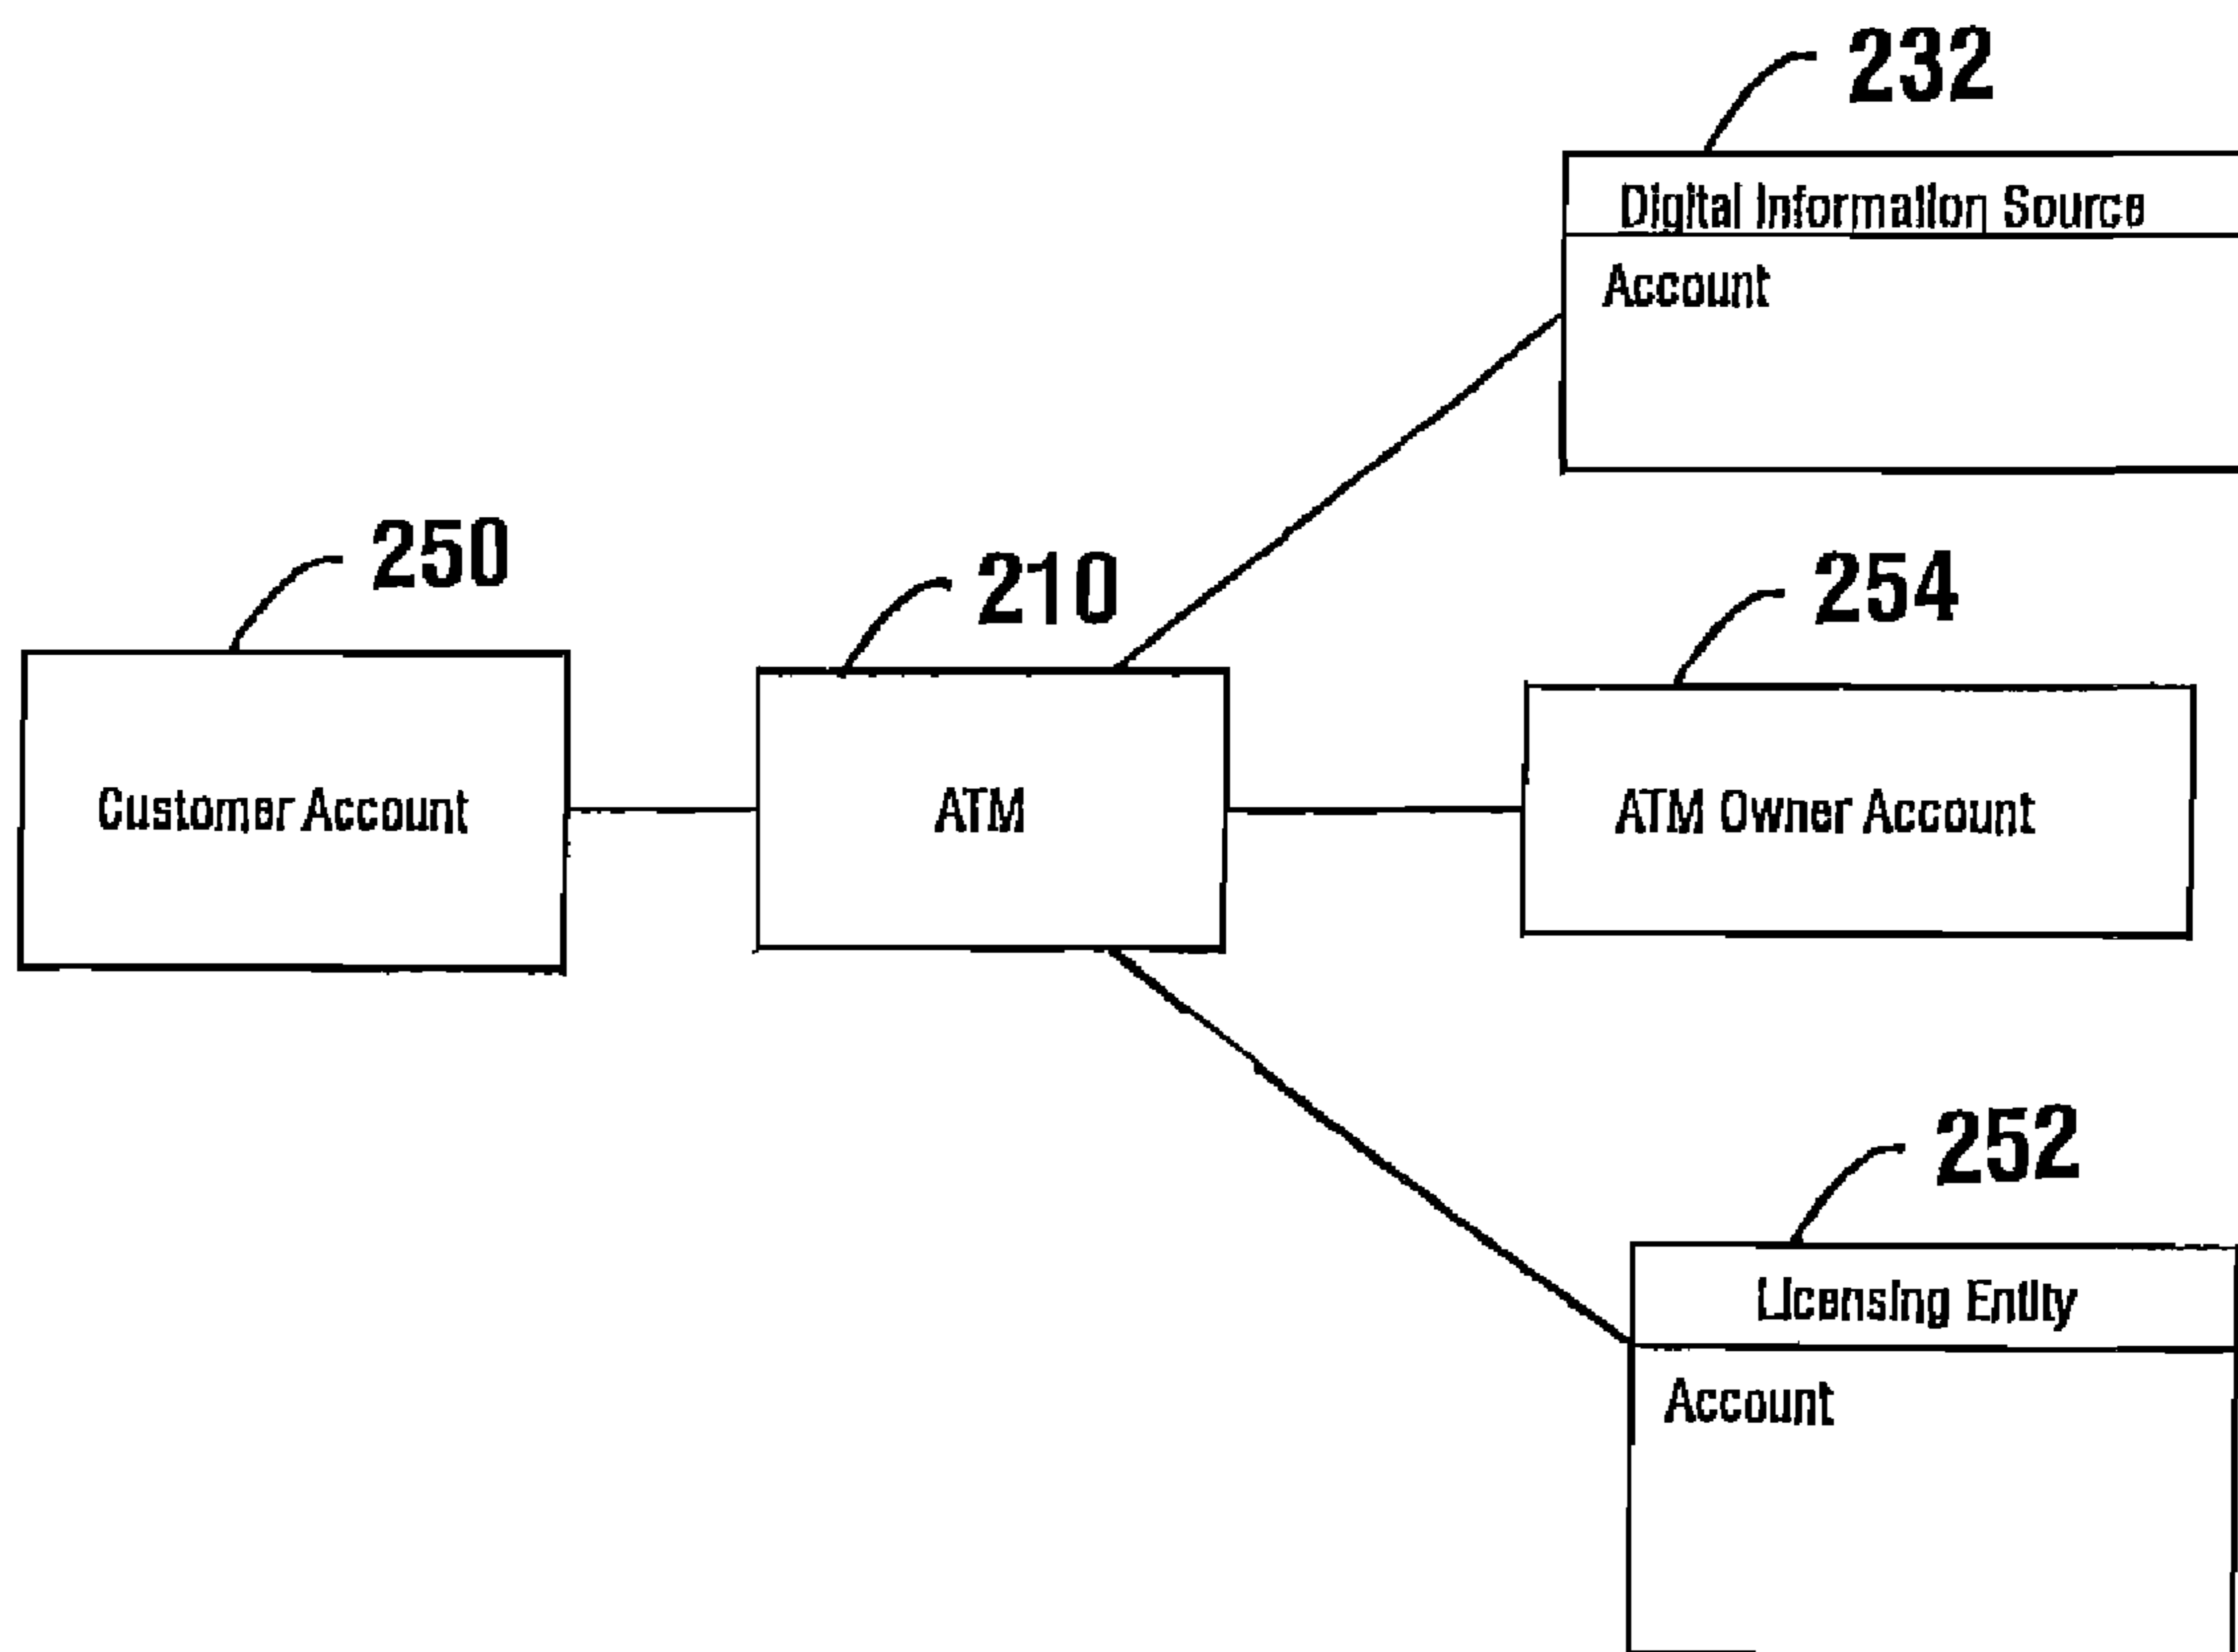 232
Digital Information Source
Account
250
210
254
Customer Account
ATM
ATM Owner Account
252
Licensing Entity
Account